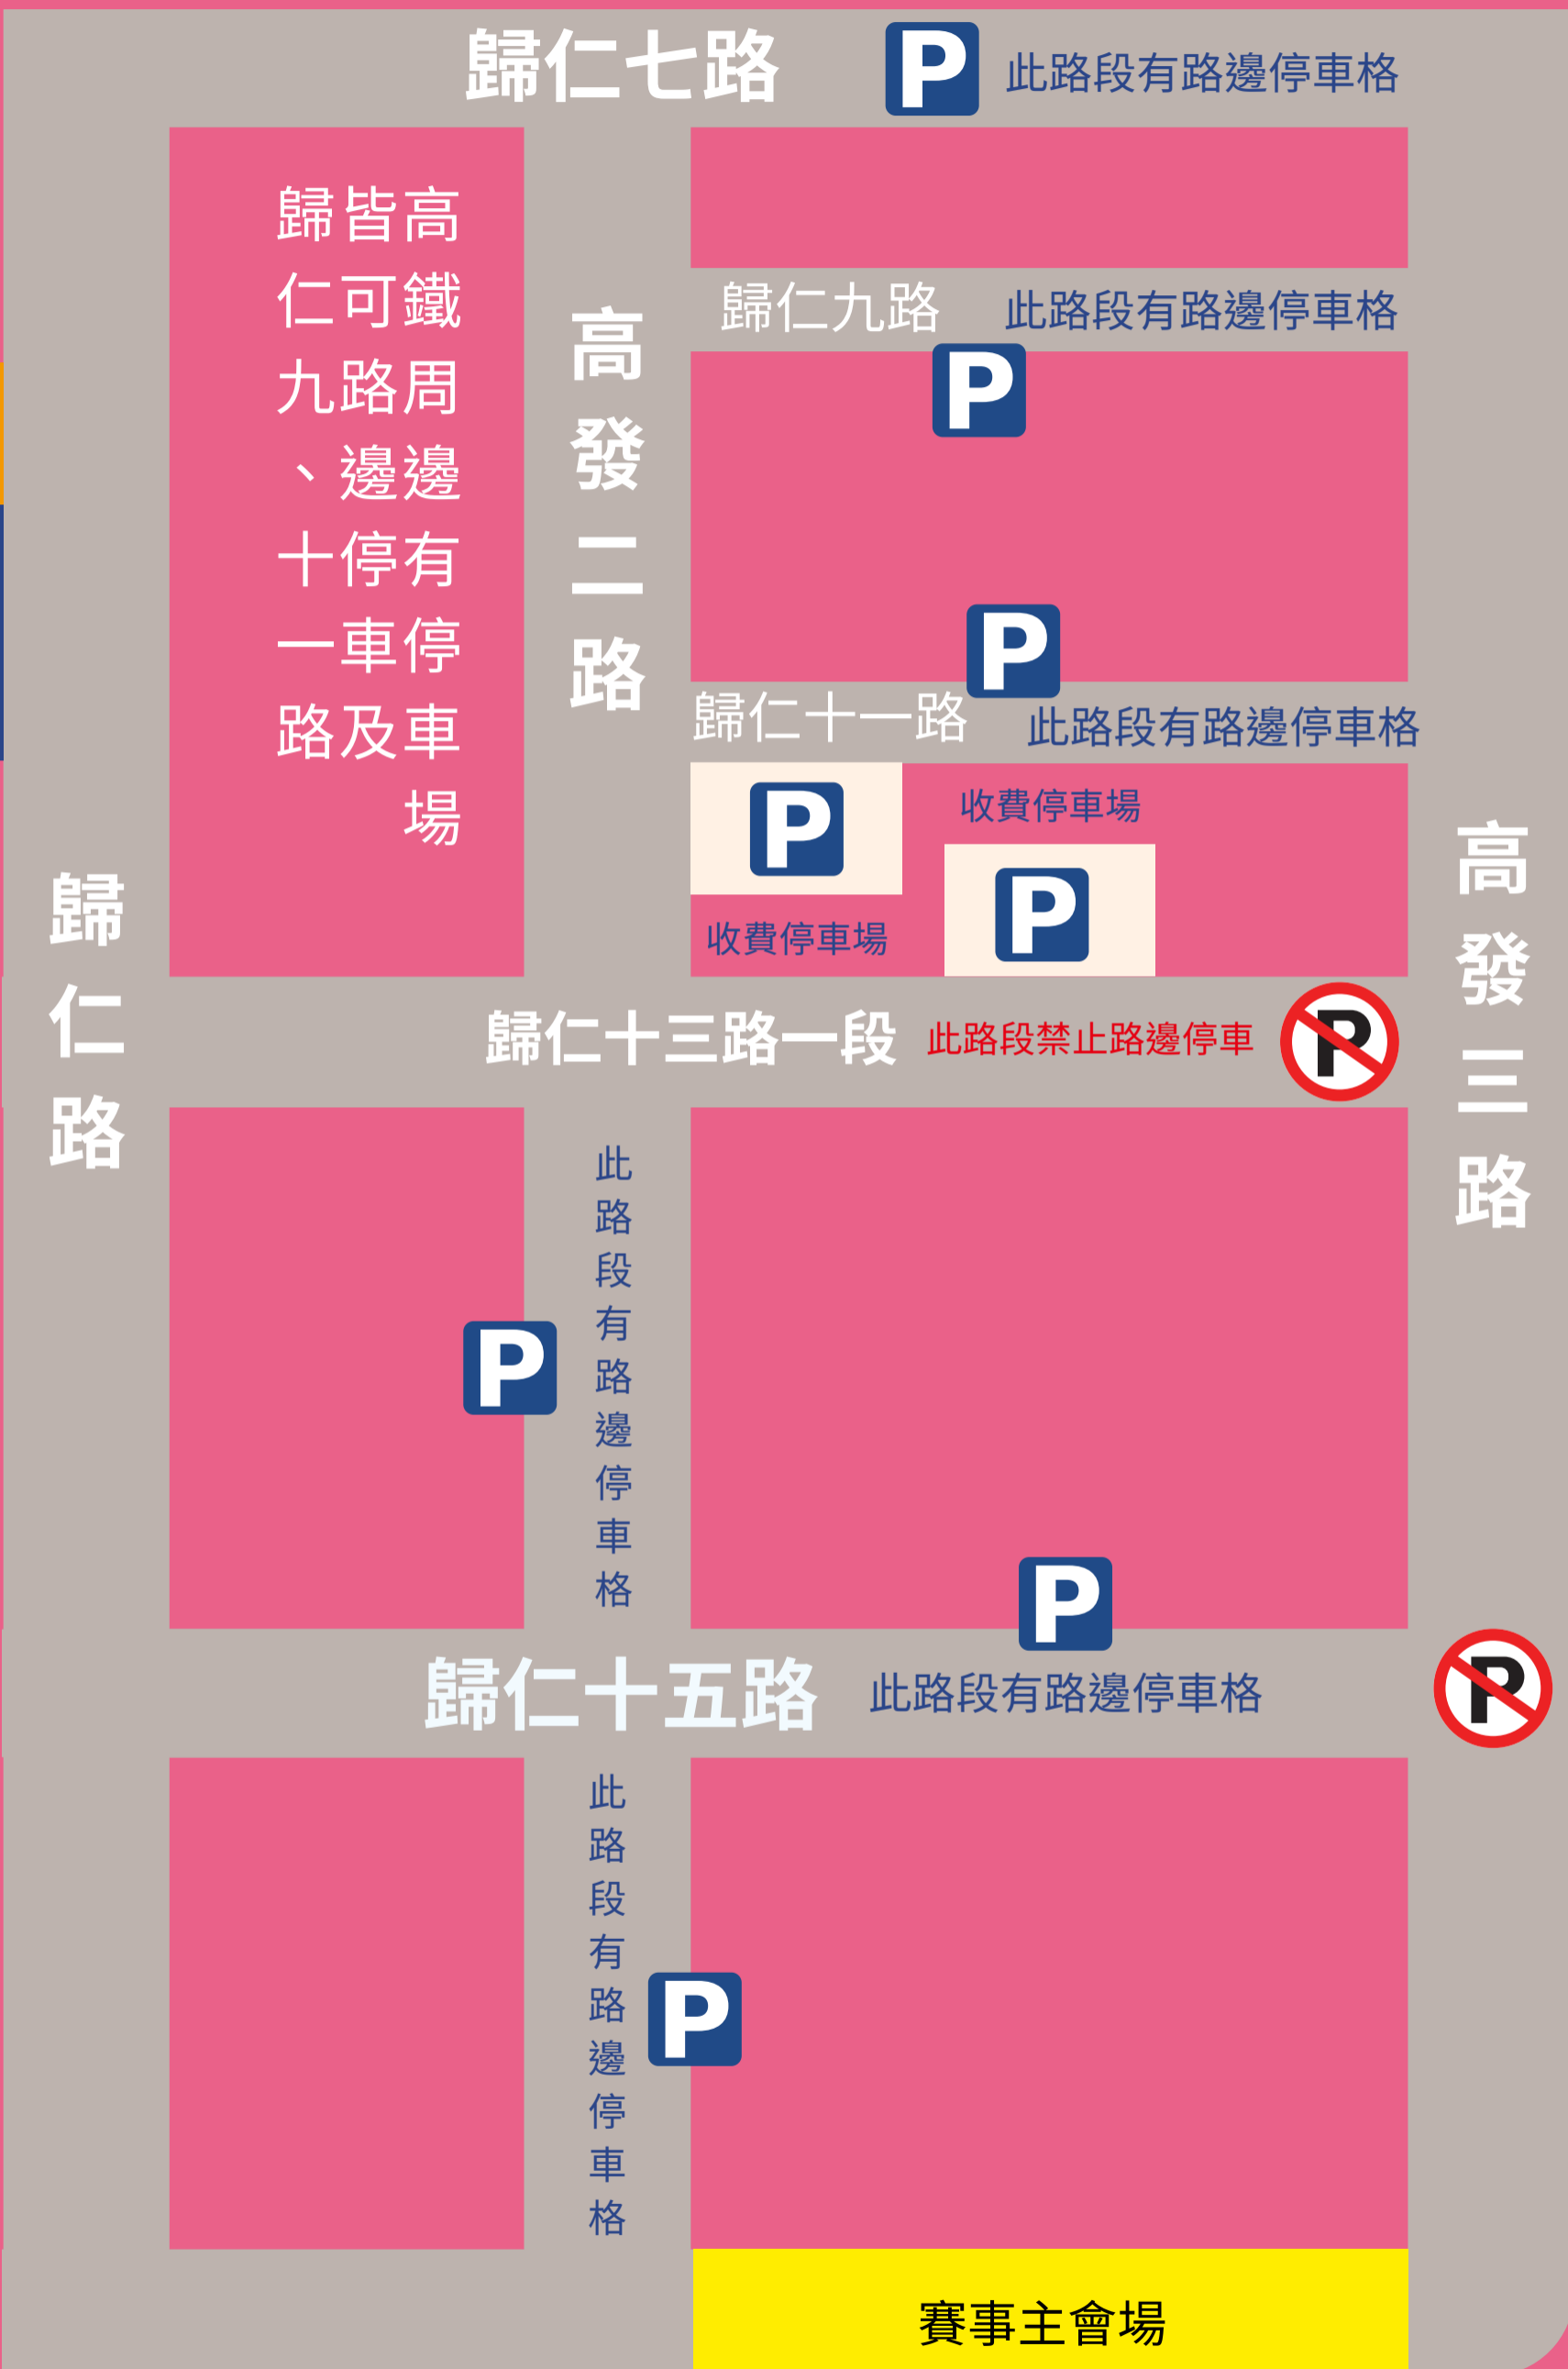 歸仁七路
P
此路段有路邊停車格
高鐵周邊有停車場
皆可路邊停車及
歸仁九路、十一路
高發二路
歸仁九路
此路段有路邊停車格
P
P
歸仁十一路
此路段有路邊停車格
P
收費停車場
收費停車場
P
歸仁路
高發三路
歸仁十三路一段
此路段禁止路邊停車
P
此路段有路邊停車格
P
P
歸仁十五路
此路段有路邊停車格
P
此路段有路邊停車格
P
賽事主會場